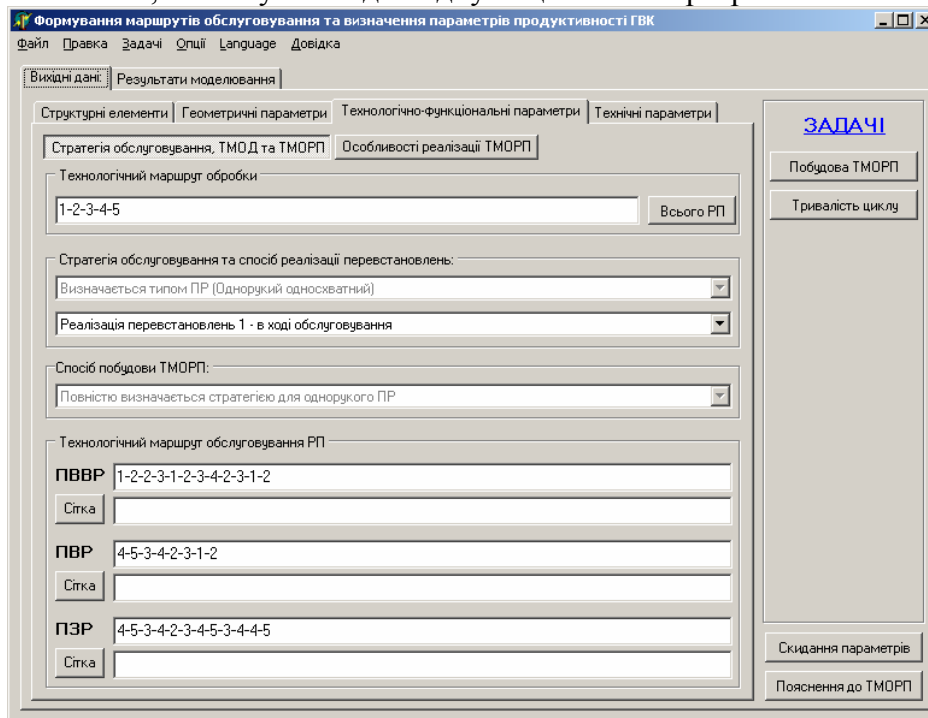 Формування маршрутів обслуговування та визначення параметрів продуктивності ГВК
Файл Правка Задачі Опції Language Довідка
Вихідні дані: Результати моделювання
Структурні елементи Геометричні параметри Технологічно-функціональні параметри Технічні параметри
ЗАДАЧІ
Стратегія обслуговування, ТМОД та ТМОРП Особливості реалізації ТМОРП
Побудова ТМОРП
Технологічний маршрут обробки
1-2-3-4-5
Всього РП
Тривалість циклу
Стратегія обслуговування та спосіб реалізації перевстановлень:
Визначається типом ПР (Однорукий односхватний)
Реалізація перевстановлень 1 - в ході обслуговування
Спосіб побудови ТМОРП:
Повністю визначається стратегією для однорукого ПР
Технологічний маршрут обслуговування РП
ПВВР 1-2-2-3-1-2-3-4-2-3-1-2
Сітка
ПВР 4-5-3-4-2-3-1-2
Сітка
ПЗР 4-5-3-4-2-3-4-5-3-4-4-5
Сітка
Скидання параметрів
Пояснення до ТМОРП